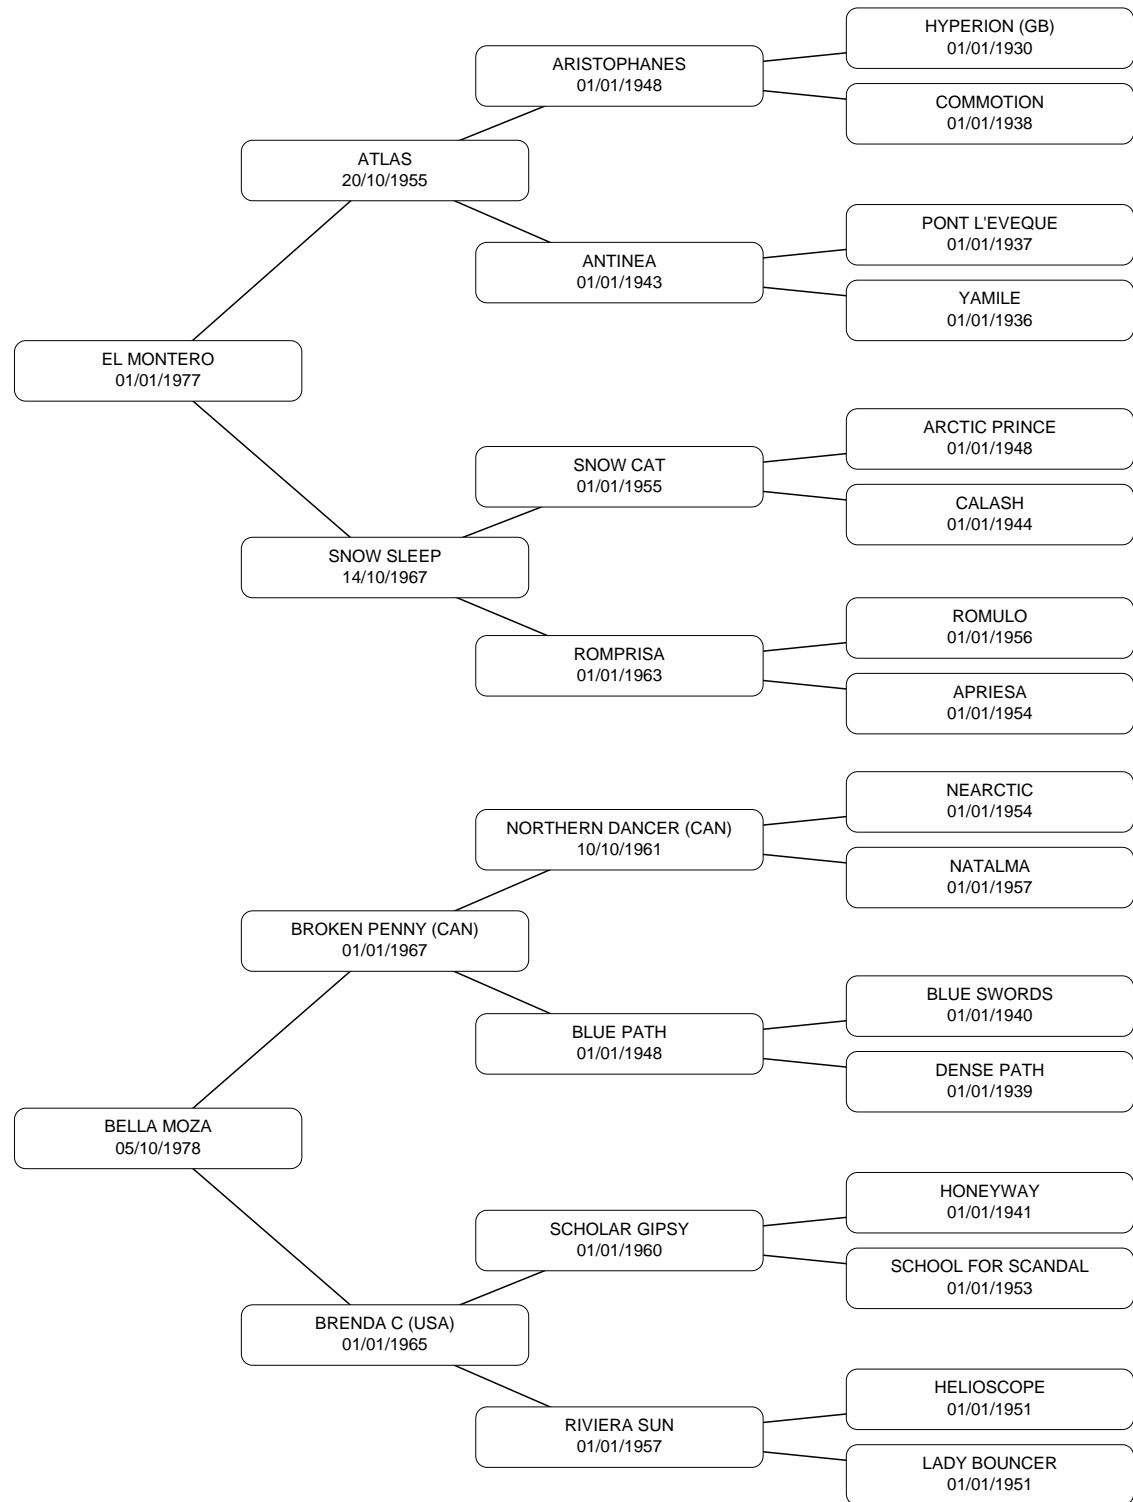 HYPERION (GB)
01/01/1930
ARISTOPHANES
01/01/1948
COMMOTION
01/01/1938
ATLAS
20/10/1955
PONT L'EVEQUE
01/01/1937
ANTINEA
01/01/1943
YAMILE
01/01/1936
EL MONTERO
01/01/1977
ARCTIC PRINCE
01/01/1948
SNOW CAT
01/01/1955
CALASH
01/01/1944
SNOW SLEEP
14/10/1967
ROMULO
01/01/1956
ROMPRISA
01/01/1963
APRIESA
01/01/1954
NEARCTIC
01/01/1954
NORTHERN DANCER (CAN)
10/10/1961
NATALMA
01/01/1957
BROKEN PENNY (CAN)
01/01/1967
BLUE SWORDS
01/01/1940
BLUE PATH
01/01/1948
DENSE PATH
01/01/1939
BELLA MOZA
05/10/1978
HONEYWAY
01/01/1941
SCHOLAR GIPSY
01/01/1960
SCHOOL FOR SCANDAL
01/01/1953
BRENDA C (USA)
01/01/1965
HELIOSCOPE
01/01/1951
RIVIERA SUN
01/01/1957
LADY BOUNCER
01/01/1951